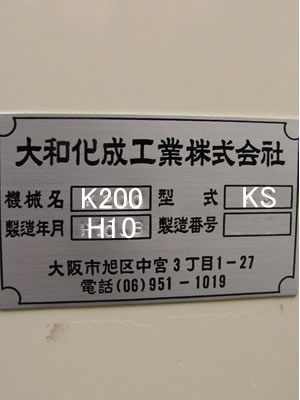 大和化成工業株式会社
機械名 K200 型式 KS
製造年月 H10 製造番号
大阪市旭区中宮3丁目1-27
電話(06)951-1019